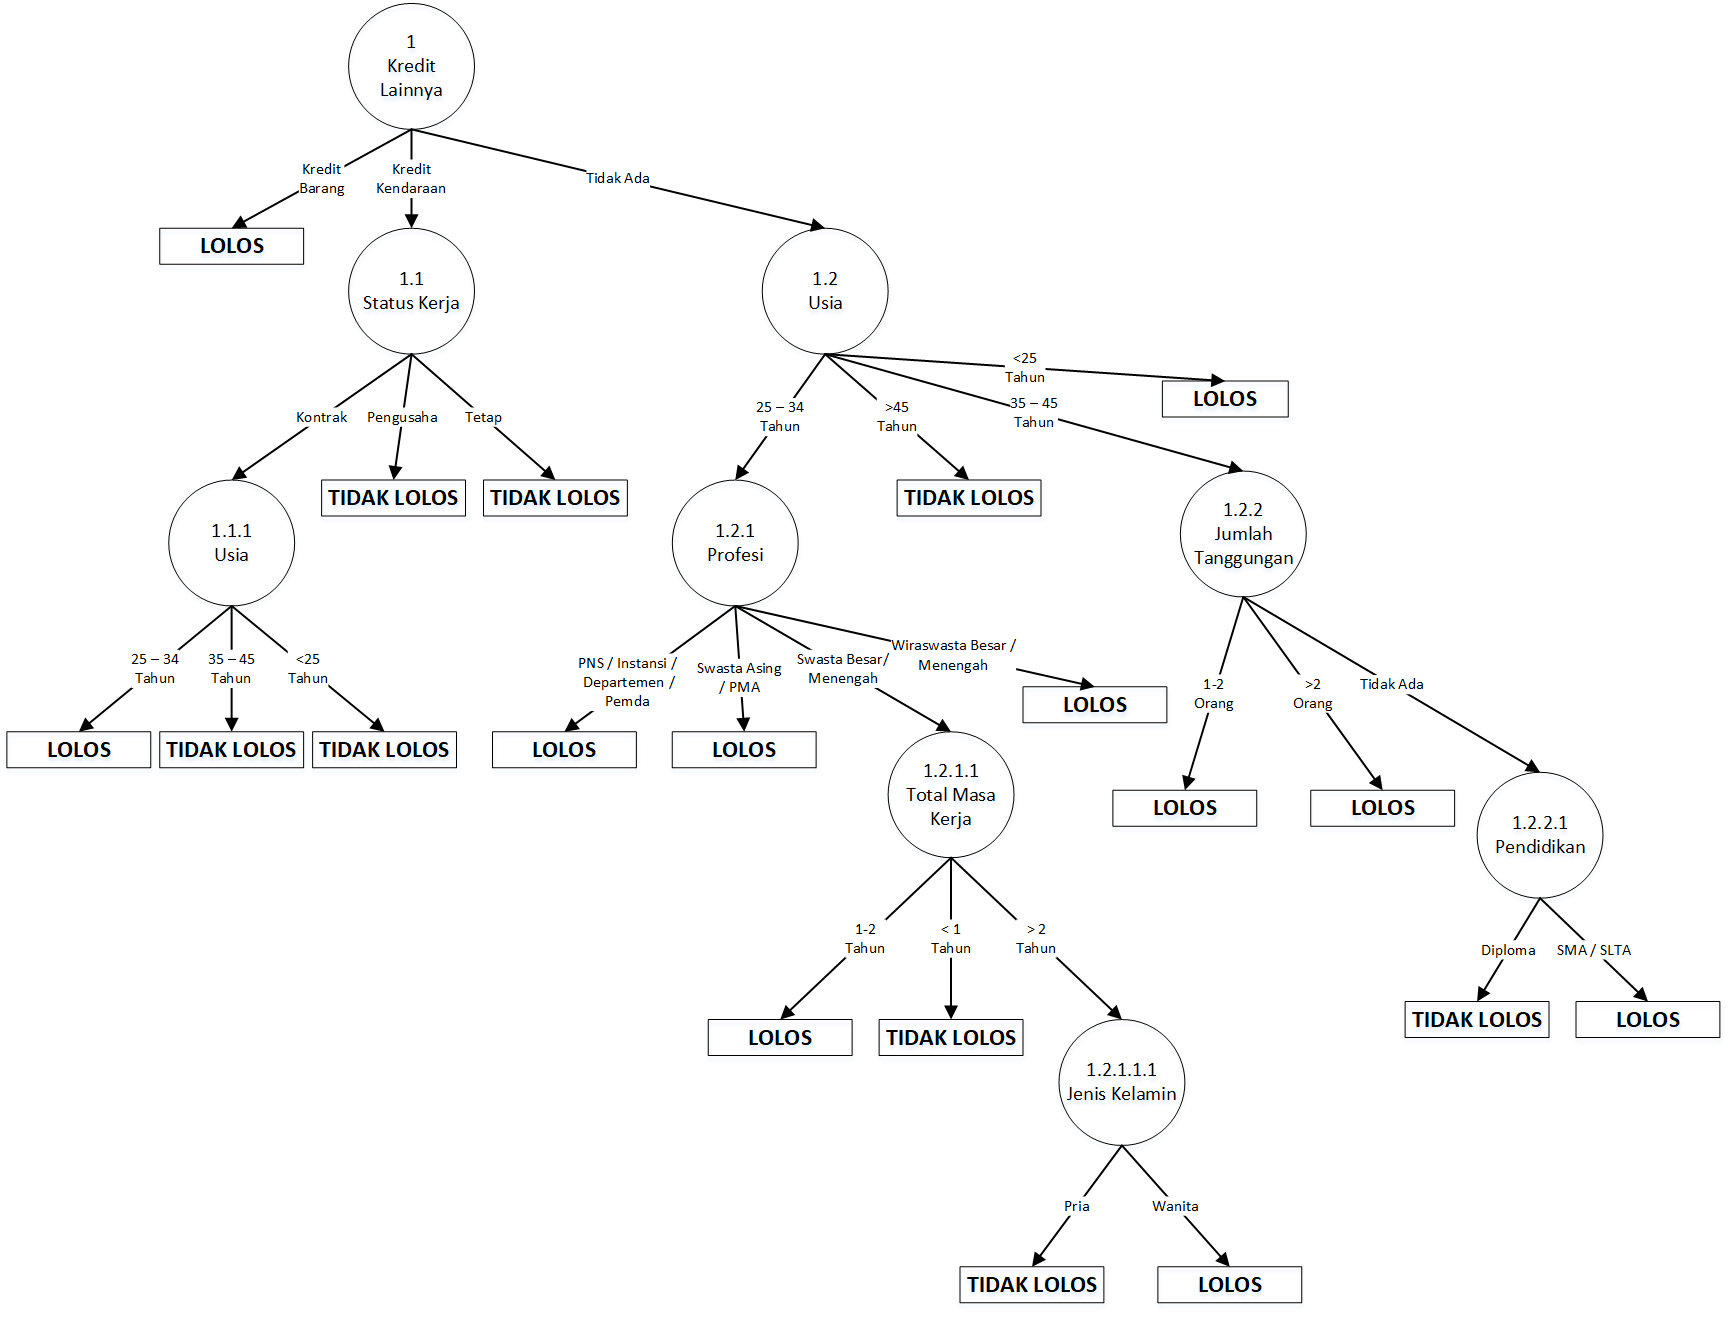 1
Kredit
Lainnya
Kredit
Barang
Kredit
Kendaraan
Tidak Ada
LOLOS
1.1
Status Kerja
1.2
Usia
<25
Tahun
LOLOS
Kontrak
Pengusaha
Tetap
25 – 34
Tahun
>45
Tahun
35 – 45
Tahun
TIDAK LOLOS
TIDAK LOLOS
TIDAK LOLOS
1.1.1
Usia
1.2.1
Profesi
1.2.2
Jumlah
Tanggungan
25 – 34
Tahun
35 – 45
Tahun
<25
Tahun
PNS / Instansi /
Departemen /
Pemda
Swasta Asing
/ PMA
Swasta Besar/
Menengah
Wiraswasta Besar /
Menengah
LOLOS
1-2
Orang
>2
Orang
Tidak Ada
LOLOS
TIDAK LOLOS
TIDAK LOLOS
LOLOS
LOLOS
1.2.1.1
Total Masa
Kerja
LOLOS
LOLOS
1.2.2.1
Pendidikan
1-2
Tahun
< 1
Tahun
> 2
Tahun
Diploma
SMA / SLTA
LOLOS
TIDAK LOLOS
TIDAK LOLOS
LOLOS
1.2.1.1.1
Jenis Kelamin
Pria
Wanita
TIDAK LOLOS
LOLOS